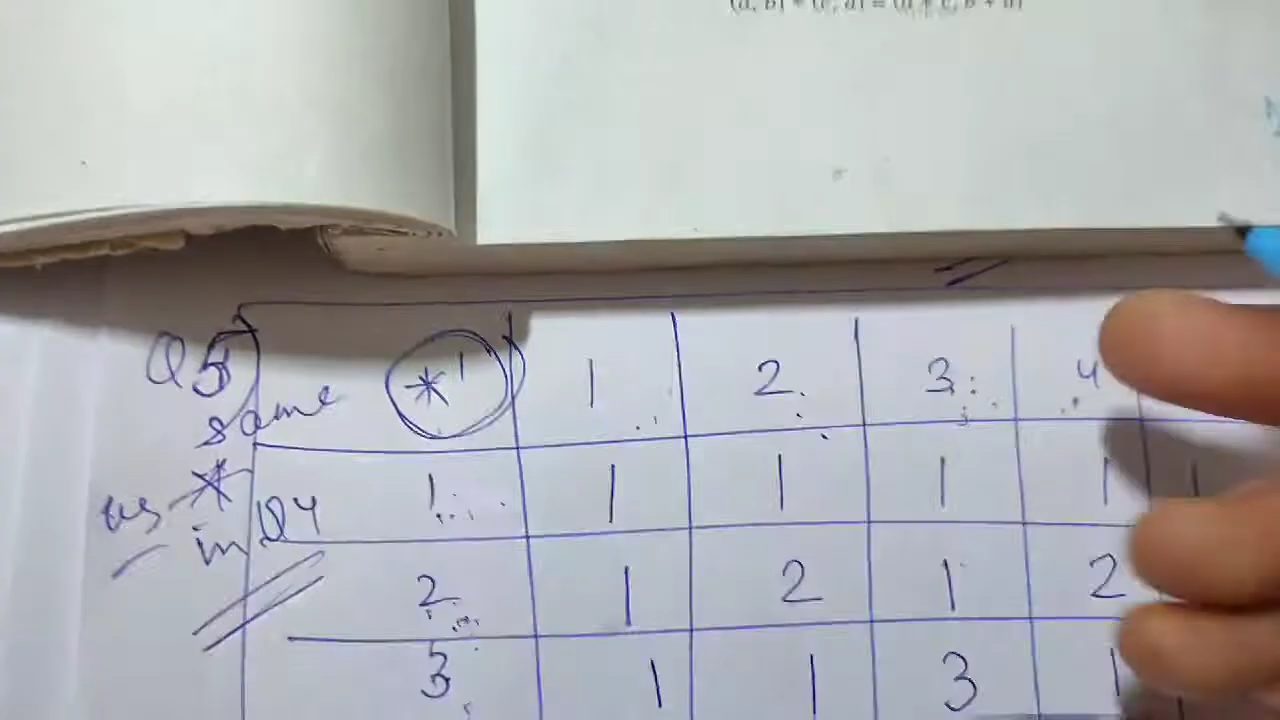 (a, b) * (c, d) = (a + c, b + d)
Q5 same as * in Q4
*' 1 2 3 4
1 1 1 1 1 1
2 1 2 1 2
3 1 1 3 1